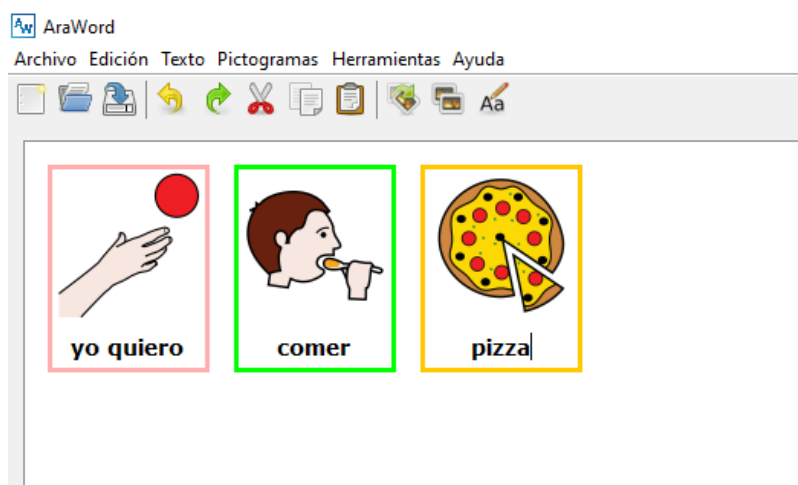 AraWord
Archivo Edición Texto Pictogramas Herramientas Ayuda
yo quiero comer pizza